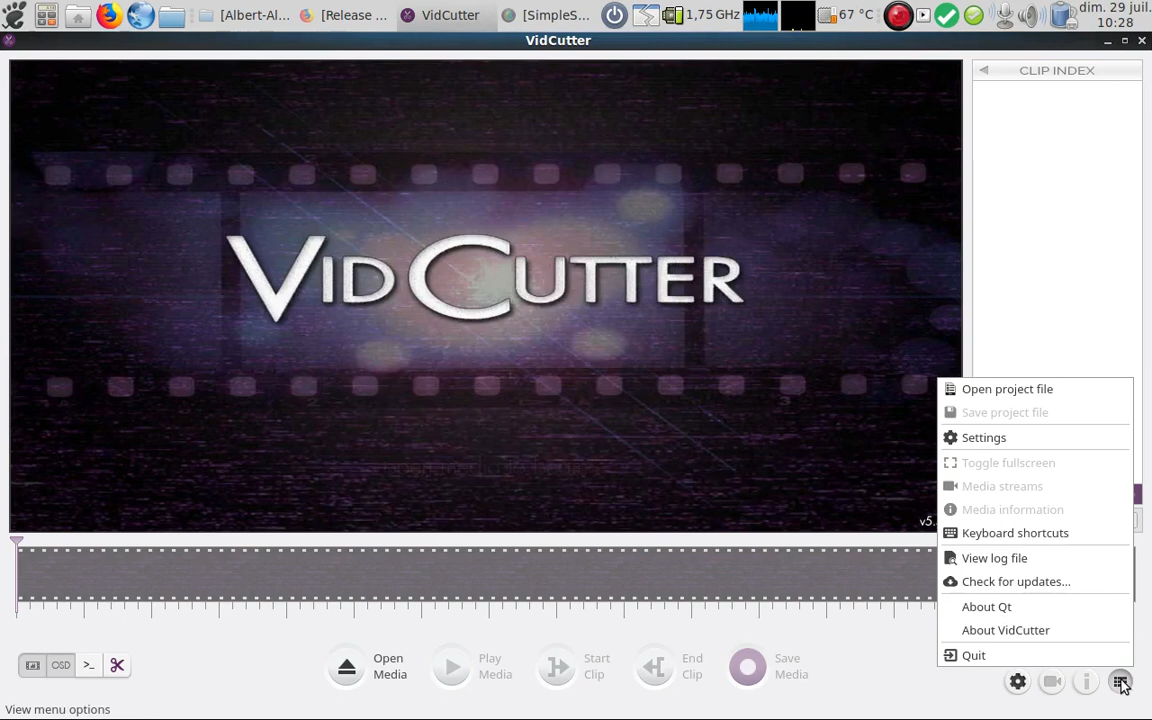 [Albert-Al...
[Release ...
VidCutter
[SimpleS...
1,75 GHz
67 °C
dim. 29 juil.
10:28
VidCutter
CLIP INDEX
VIDCUTTER
v5.
Open project file
Save project file
Settings
Toggle fullscreen
Media streams
Media information
Keyboard shortcuts
View log file
Check for updates...
About Qt
About VidCutter
Quit
OSD
>_
Open
Media
Play
Media
Start
Clip
End
Clip
Save
Media
View menu options